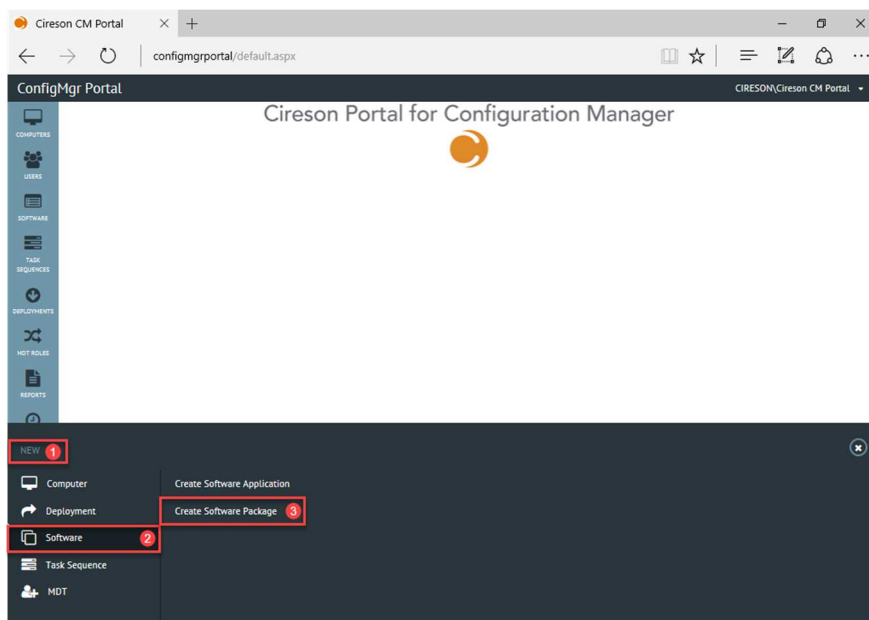 Cireson CM Portal
configmgrportal/default.aspx
ConfigMgr Portal
CIRESON\Cireson CM Portal
Cireson Portal for Configuration Manager
COMPUTERS
USERS
SOFTWARE
TASK
SEQUENCES
DEPLOYMENTS
MDT ROLES
REPORTS
NEW 1
Computer
Create Software Application
Deployment
Create Software Package 3
Software 2
Task Sequence
MDT